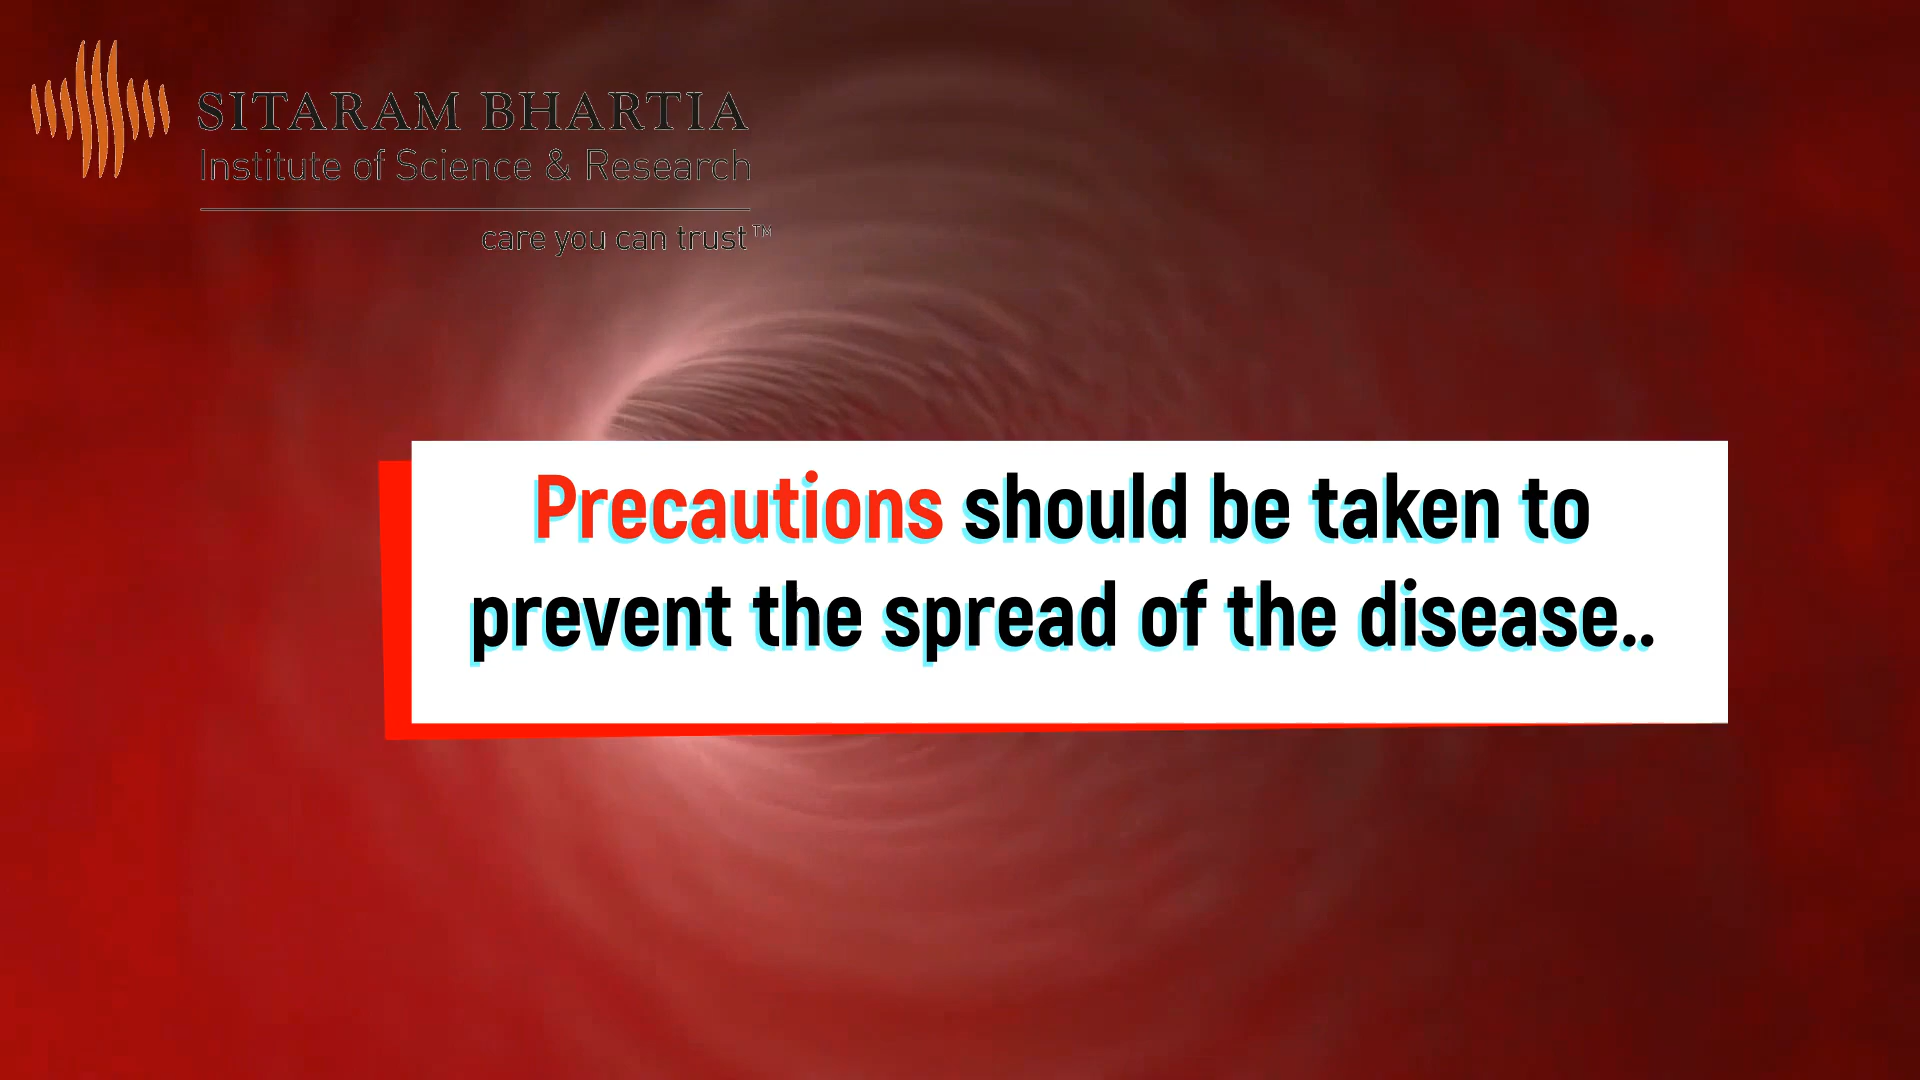 SITARAM BHARTIA
Institute of Science & Research
care you can trust™
Precautions should be taken to
prevent the spread of the disease..